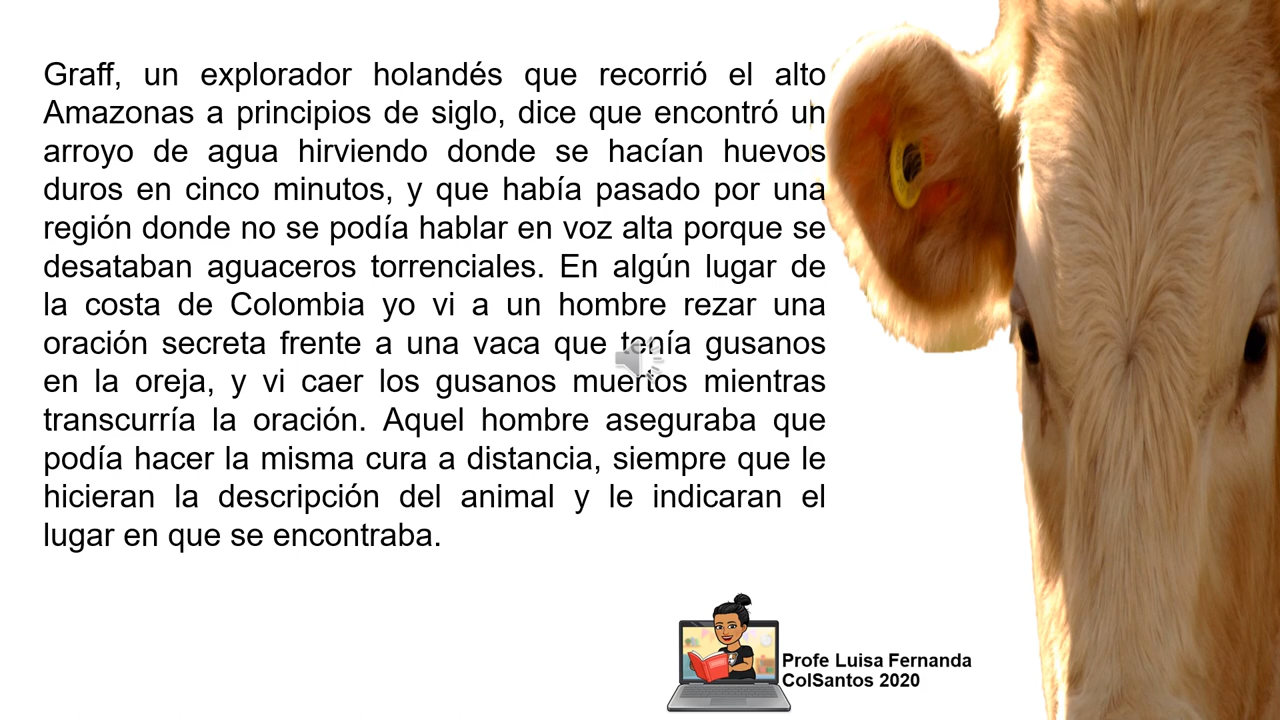 Graff, un explorador holandés que recorrió el alto
Amazonas a principios de siglo, dice que encontró un
arroyo de agua hirviendo donde se hacían huevos
duros en cinco minutos, y que había pasado por una
región donde no se podía hablar en voz alta porque se
desataban aguaceros torrenciales. En algún lugar de
la costa de Colombia yo vi a un hombre rezar una
oración secreta frente a una vaca que tenía gusanos
en la oreja, y vi caer los gusanos muertos mientras
transcurría la oración. Aquel hombre aseguraba que
podía hacer la misma cura a distancia, siempre que le
hicieran la descripción del animal y le indicaran el
lugar en que se encontraba.
Profe Luisa Fernanda
ColSantos 2020